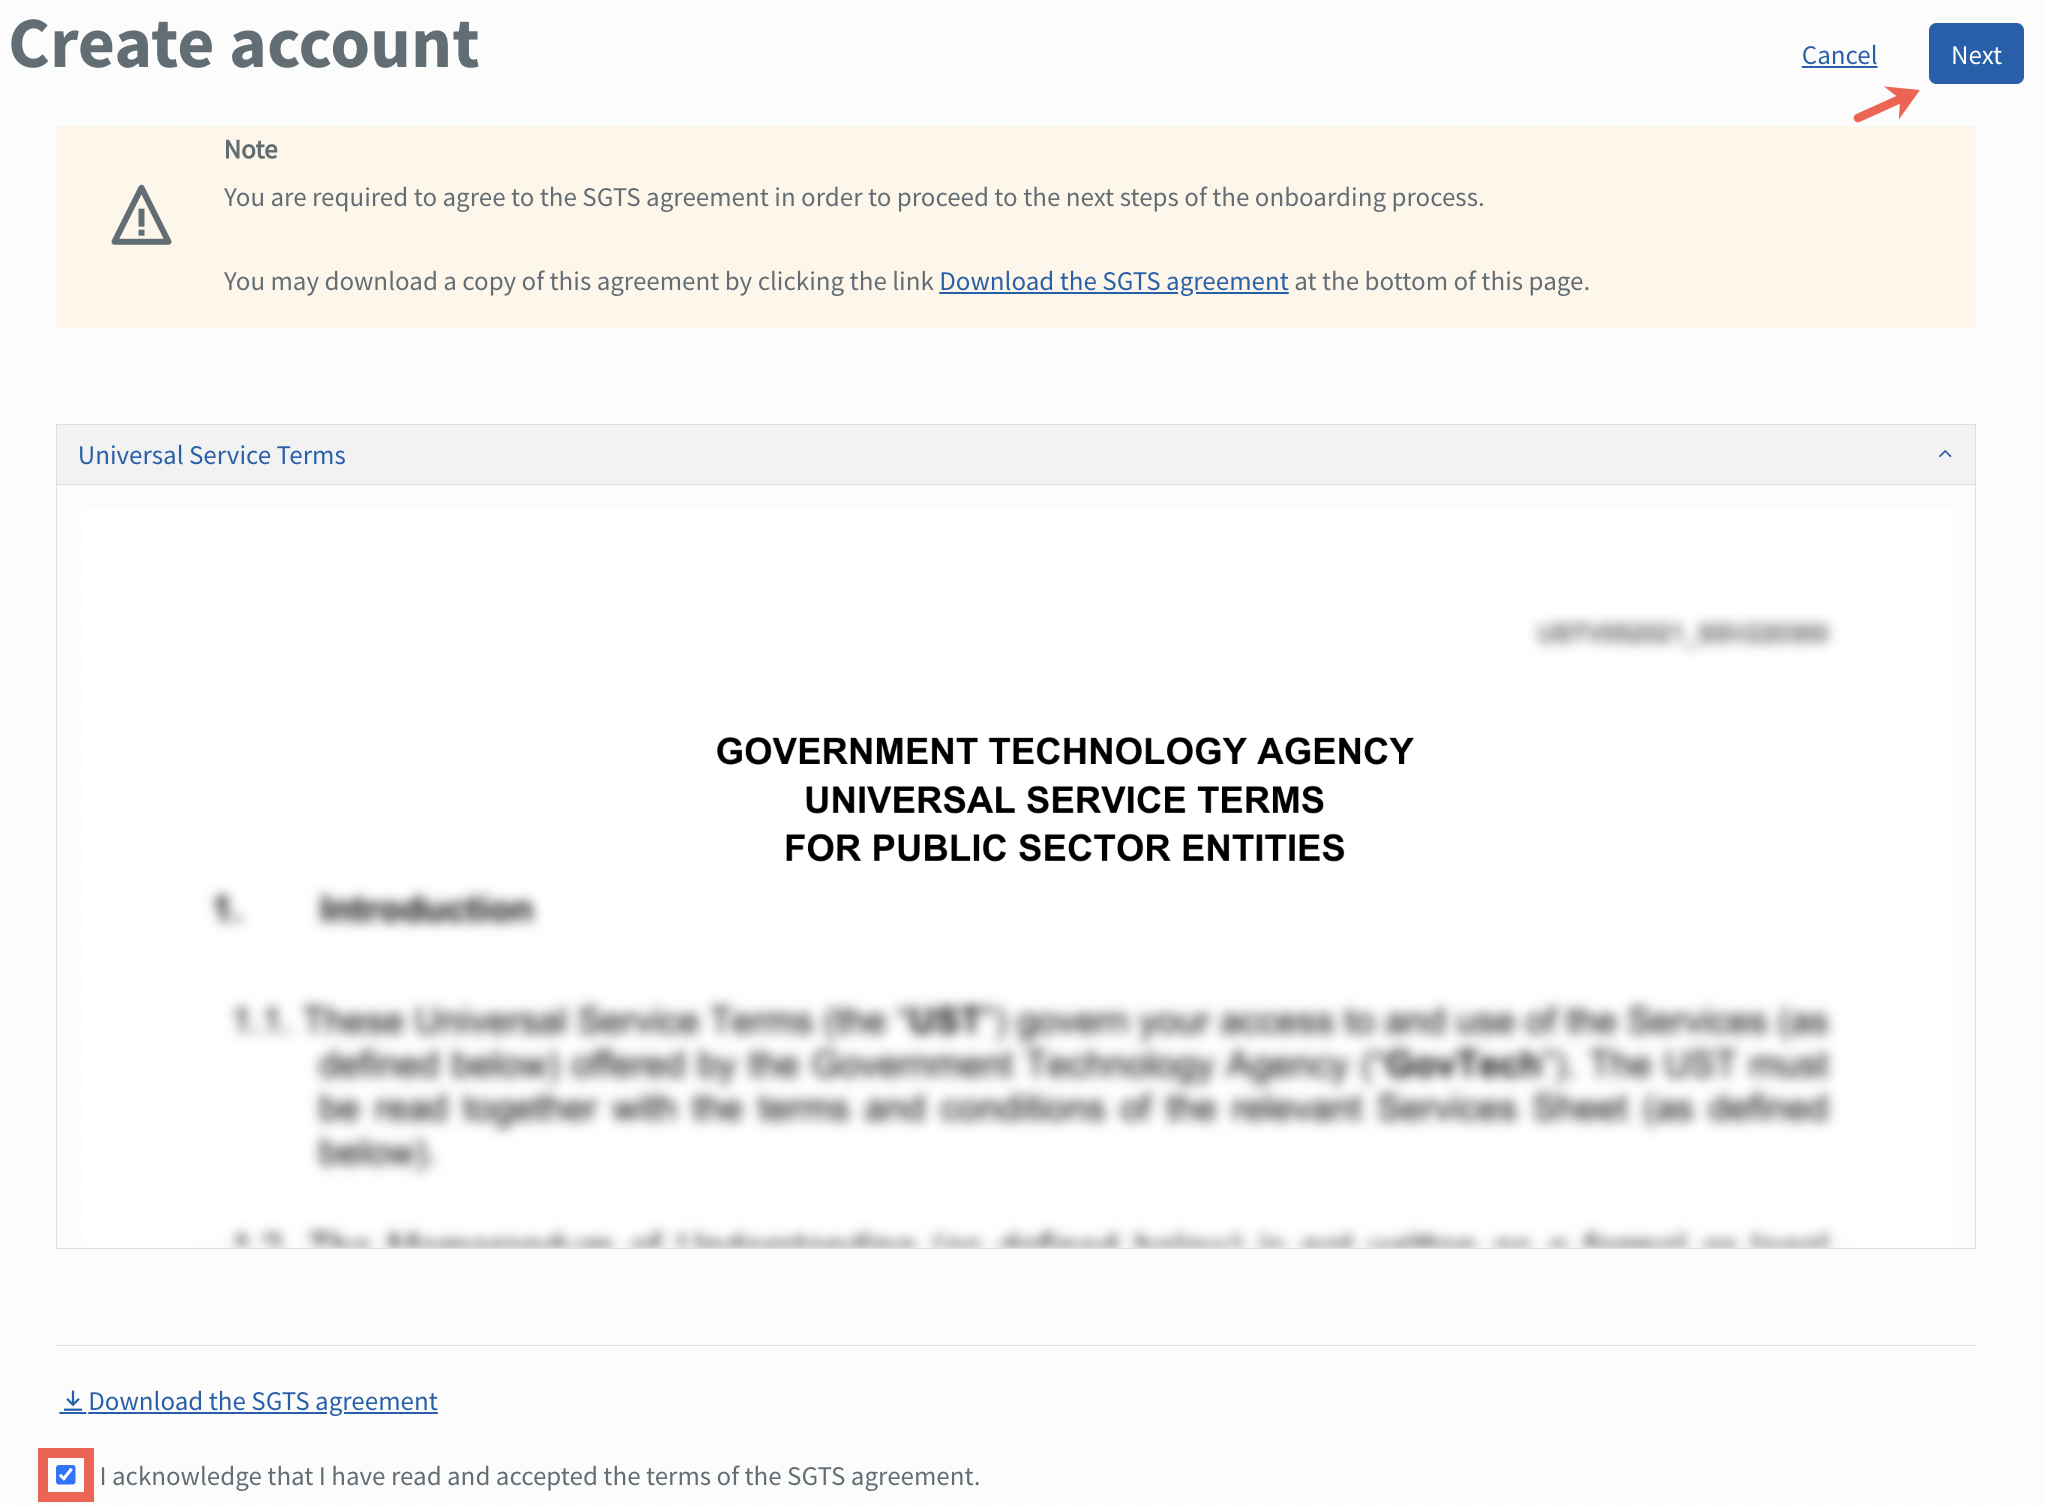 Create account
Cancel
Next
Note
You are required to agree to the SGTS agreement in order to proceed to the next steps of the onboarding process.
You may download a copy of this agreement by clicking the link Download the SGTS agreement at the bottom of this page.
Universal Service Terms
GOVERNMENT TECHNOLOGY AGENCY
UNIVERSAL SERVICE TERMS
FOR PUBLIC SECTOR ENTITIES
1. Introduction
1.1. These Universal Service Terms (the "UST") govern your access to and use of the Services (as
defined below) offered by the Government Technology Agency ("GovTech"). The UST must
be read together with the terms and conditions of the relevant Services Sheet (as defined
below).
Download the SGTS agreement
I acknowledge that I have read and accepted the terms of the SGTS agreement.